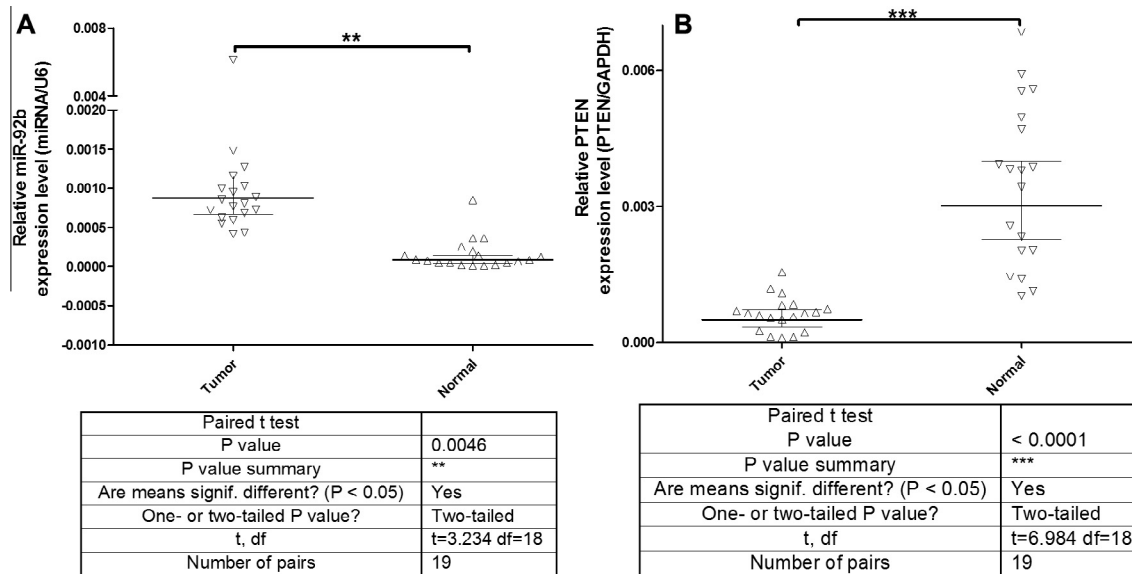 A
Relative miR-92b
expression level (miRNA/U6)
0.008
0.004
0.0020
0.0015
0.0010
0.0005
0.0000
-0.0005
-0.0010
**
Tumor
Normal
Paired t test
P value 0.0046
P value summary **
Are means signif. different? (P < 0.05) Yes
One- or two-tailed P value? Two-tailed
t, df t=3.234 df=18
Number of pairs 19
B
Relative PTEN
expression level (PTEN/GAPDH)
0.006
0.003
0.000
***
Tumor
Normal
Paired t test
P value < 0.0001
P value summary ***
Are means signif. different? (P < 0.05) Yes
One- or two-tailed P value? Two-tailed
t, df t=6.984 df=18
Number of pairs 19